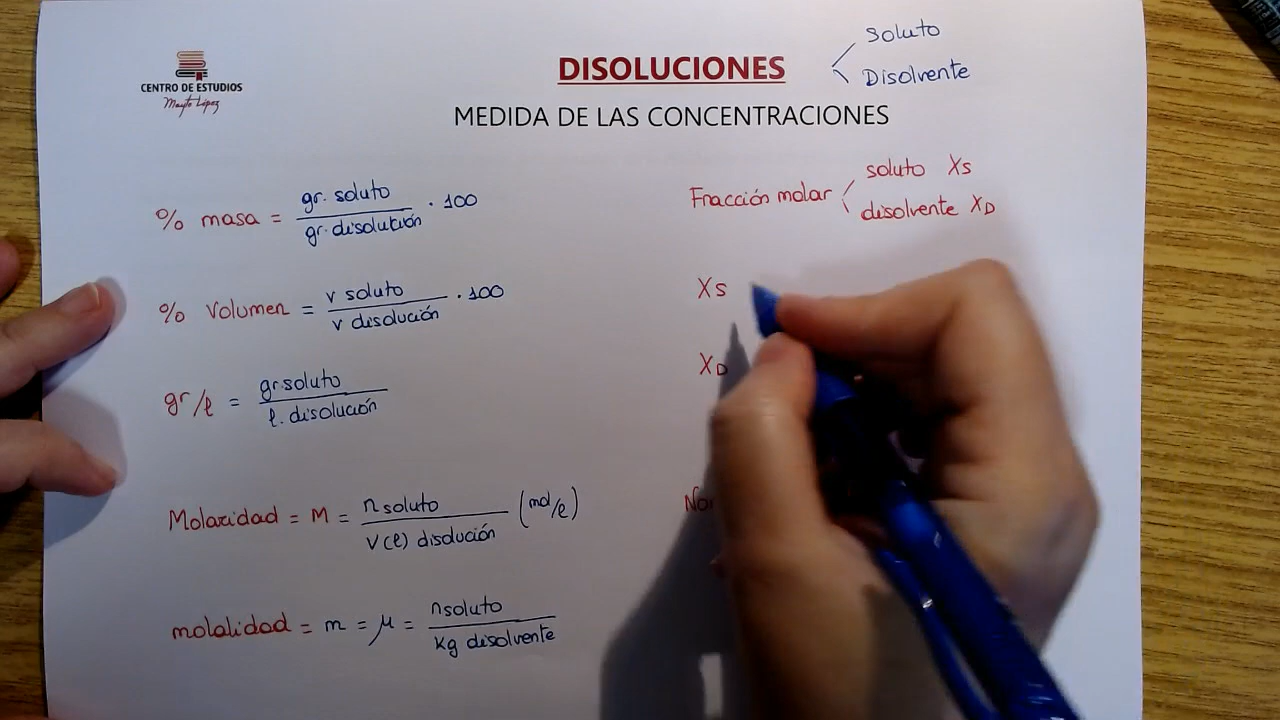 CENTRO DE ESTUDIOS
Mayte López
DISOLUCIONES
soluto
Disolvente
MEDIDA DE LAS CONCENTRACIONES
% masa = gr. soluto / gr. disolución · 100
% Volumen = v soluto / v disolución · 100
gr/l = gr soluto / l. disolución
Molaridad = M = n soluto / V(l) disolución (mol/l)
molalidad = m = μ = n soluto / kg disolvente
Fracción molar
soluto Xs
disolvente XD
Xs
XD